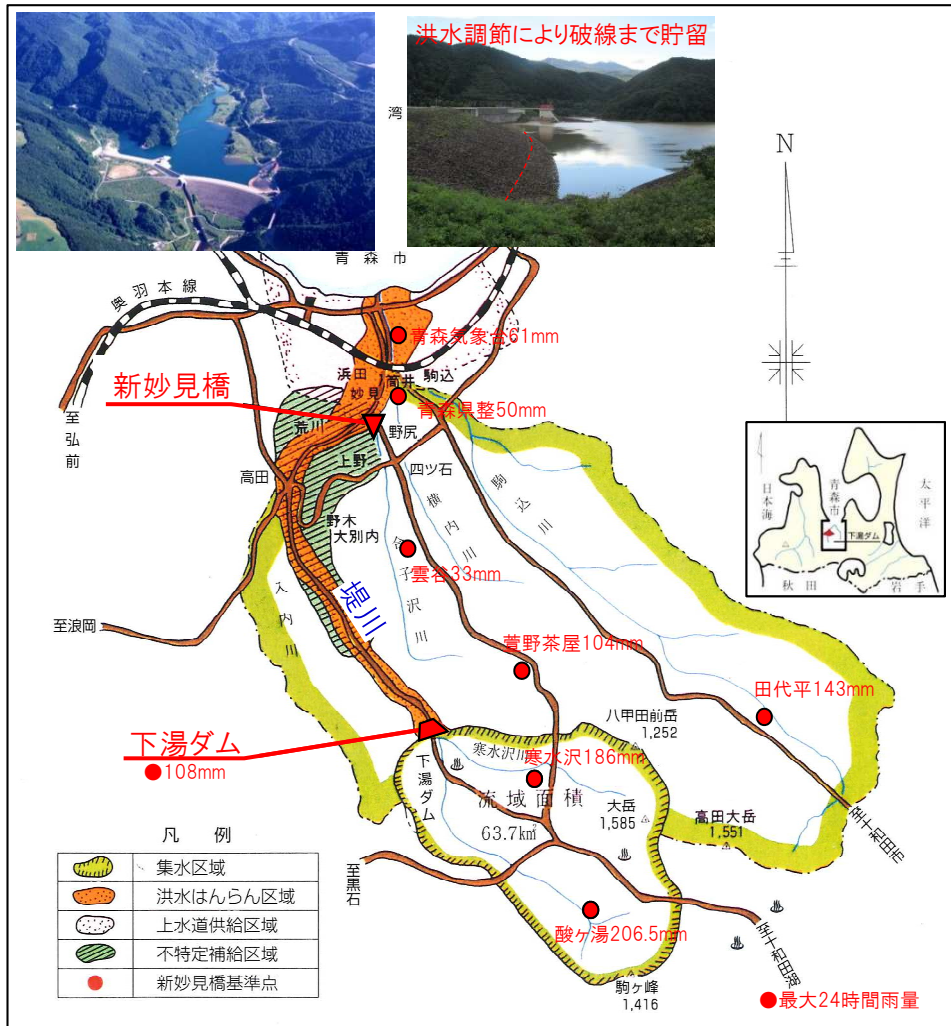 洪水調節により破線まで貯留
湾
N
青森市
奥羽本線
青森気象台61mm
浜田
妙見
筒井
駒込
新妙見橋
青森県整50mm
至弘前
荒川
野尻
上野
高田
四ツ石
横内川
駒込川
野木
大別内
合子沢川
雲谷33mm
入内川
堤川
至浪岡
萱野茶屋104mm
田代平143mm
八甲田前岳
1,252
下湯ダム
108mm
下湯ダム
寒水沢川
寒水沢186mm
流域面積
63.7km²
大岳
1,585
高田大岳
1,551
至十和田市
至黒石
酸ヶ湯206.5mm
駒ヶ峰
1,416
至十和田湖
最大24時間雨量
日本海
青森市
太平洋
下湯ダム
秋田
岩手
凡例
集水区域
洪水はんらん区域
上水道供給区域
不特定補給区域
新妙見橋基準点